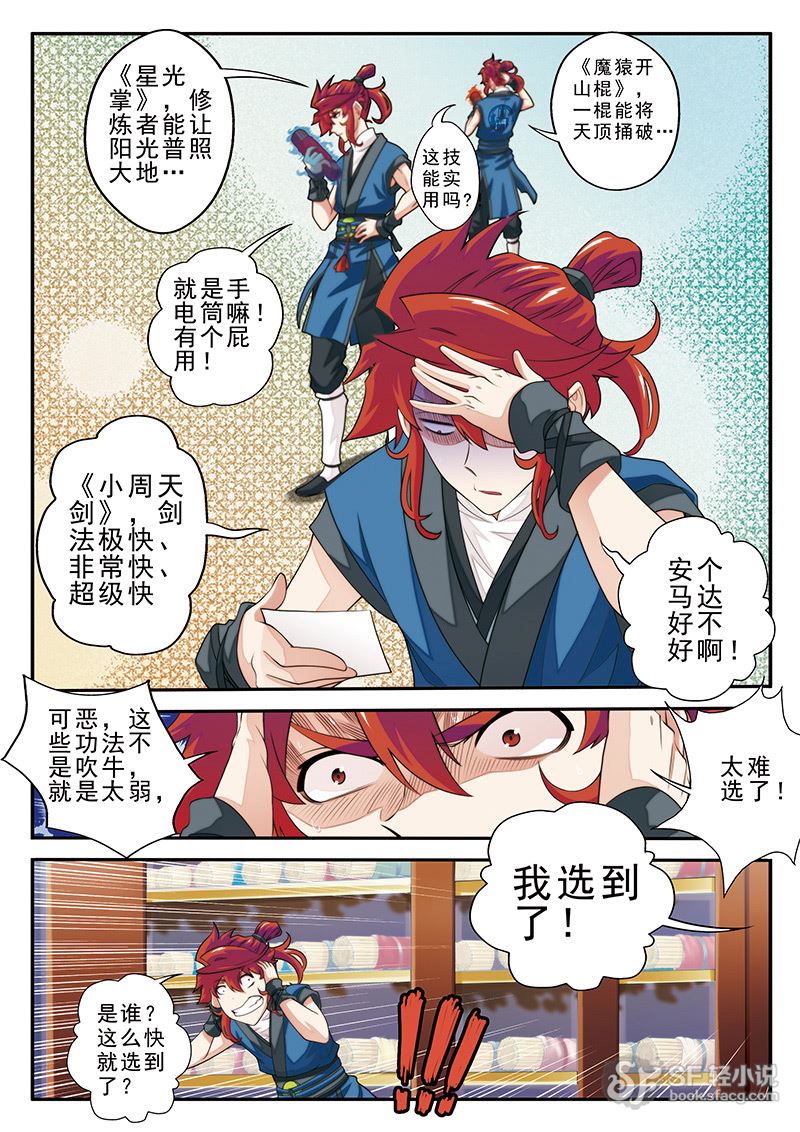 《星光
掌》，修
炼者能让
阳光普照
大地…
《魔猿开
山棍》，
一棍能将
天顶捅破…
这技
能实
用吗？
就是手
电筒嘛！
有个屁
用！
《小周天
剑》，剑
法极快、
非常快、
超级快
安个
马达
好不
好啊！
可恶，这
些功法不
是吹牛，
就是太弱，
太难
选了！
我选到
了！
是谁？
这么快
就选到
了？
!!!
SF轻小说
booksfacg.com